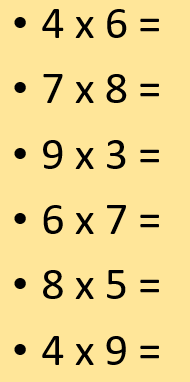 • 4 x 6 =
• 7 x 8 =
• 9 x 3 =
• 6 x 7 =
• 8 x 5 =
• 4 x 9 =